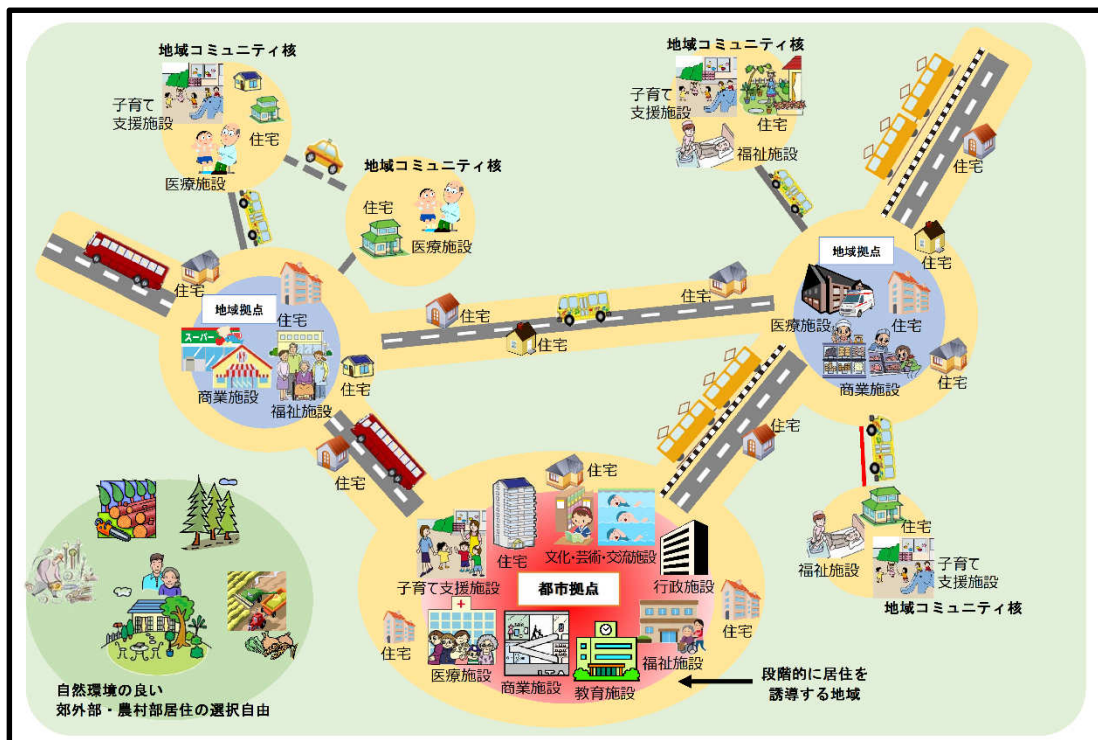 地域コミュニティ核
子育て
支援施設
住宅
医療施設
地域コミュニティ核
住宅
医療施設
地域コミュニティ核
子育て
支援施設
住宅
福祉施設
住宅
住宅
地域拠点
住宅
スーパー
商業施設
福祉施設
住宅
住宅
住宅
住宅
住宅
地域拠点
医療施設
住宅
商業施設
住宅
住宅
住宅
住宅
福祉施設
子育て
支援施設
地域コミュニティ核
住宅
住宅
文化・芸術・交流施設
行政施設
子育て支援施設
都市拠点
住宅
医療施設
商業施設
教育施設
福祉施設
住宅
段階的に居住を
誘導する地域
自然環境の良い
郊外部・農村部居住の選択自由